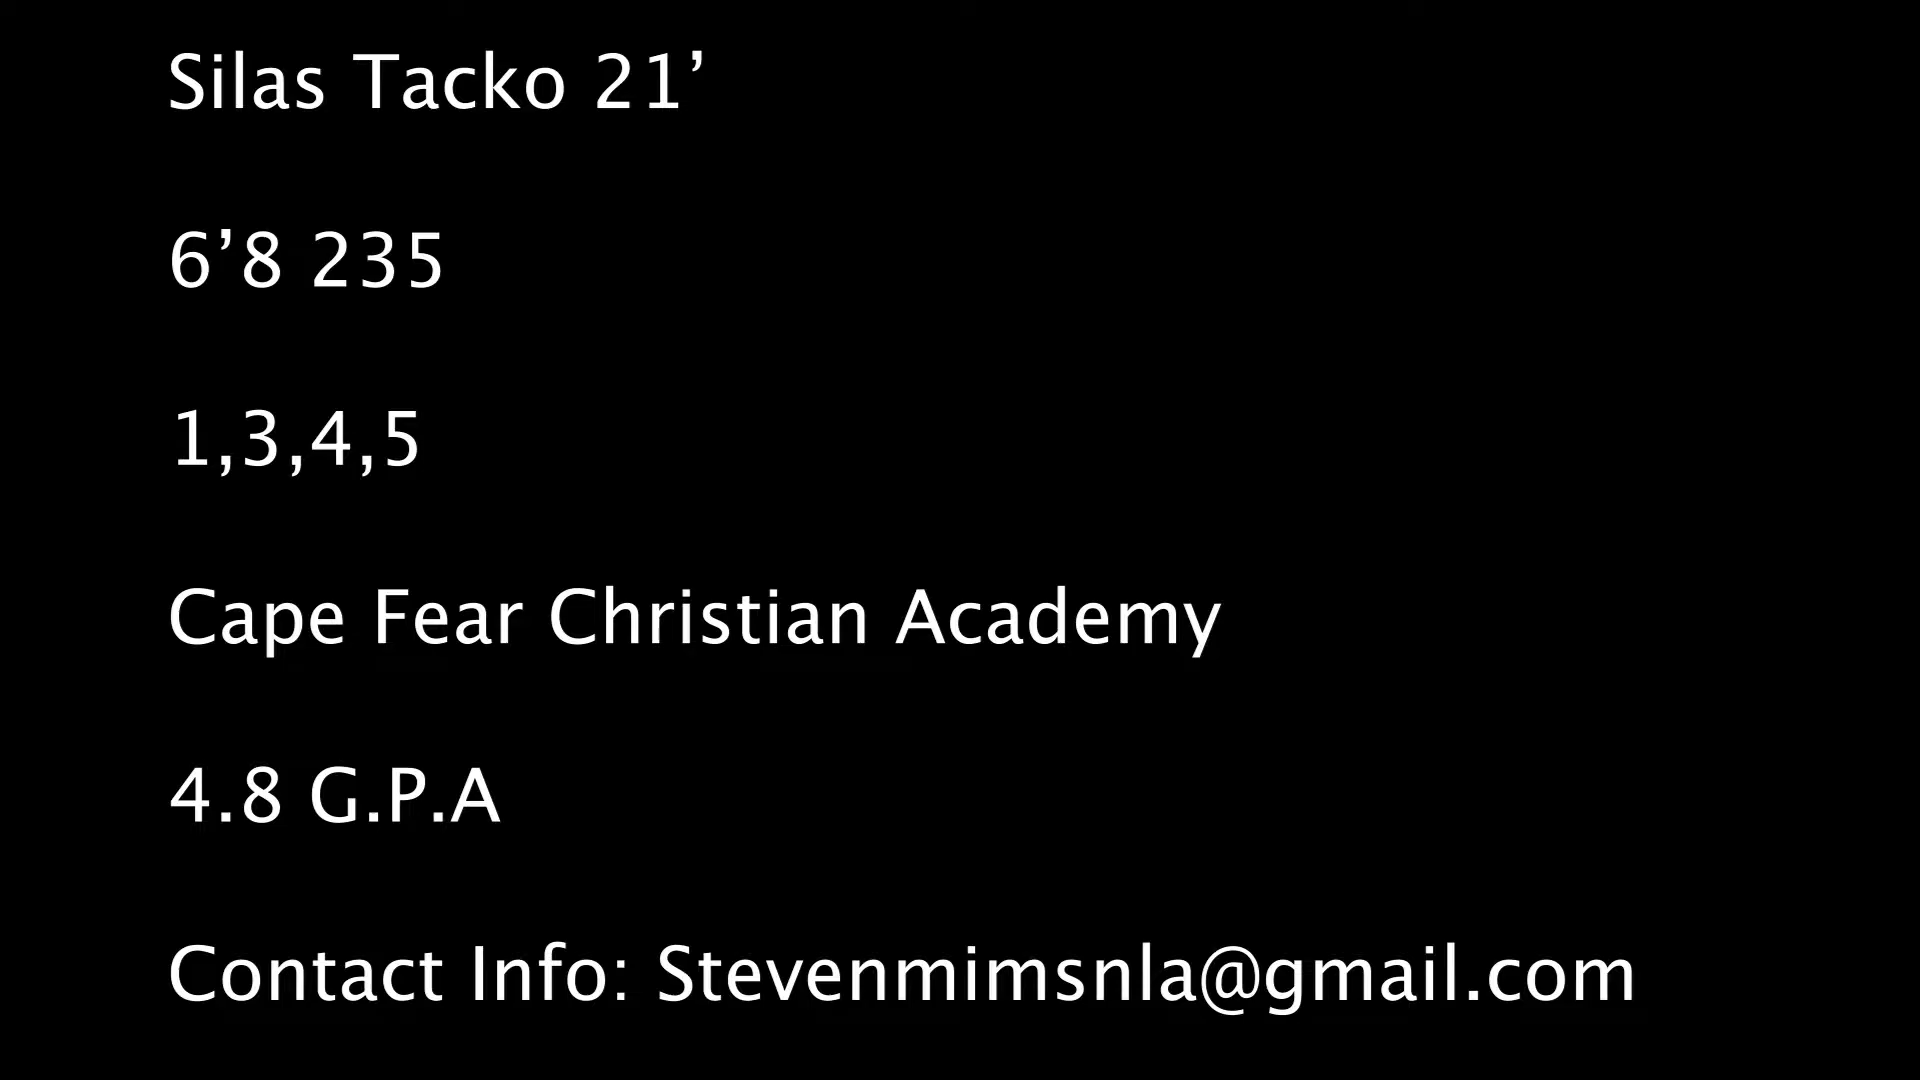 Silas Tacko 21’
6’8 235
1,3,4,5
Cape Fear Christian Academy
4.8 G.P.A
Contact Info: Stevenmimsnla@gmail.com